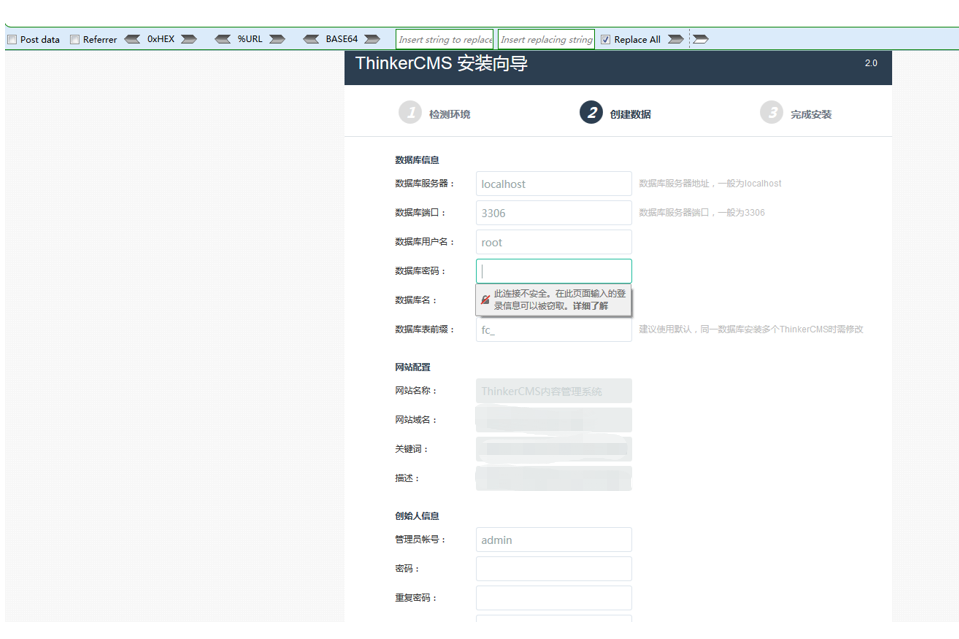 Post data Referrer 0xHEX %URL BASE64 Insert string to replace Insert replacing string Replace All
ThinkerCMS 安装向导 2.0
1 检测环境 2 创建数据 3 完成安装
数据库信息
数据库服务器： localhost 数据库服务器地址，一般为localhost
数据库端口： 3306 数据库服务器端口，一般为3306
数据库用户名： root
数据库密码：
此连接不安全。在此页面输入的登
数据库名： 录信息可以被窃取。详细了解
数据库表前缀： fc_ 建议使用默认，同一数据库安装多个ThinkerCMS时需修改
网站配置
网站名称： ThinkerCMS内容管理系统
网站域名：
关键词：
描述：
创始人信息
管理员帐号： admin
密码：
重复密码：